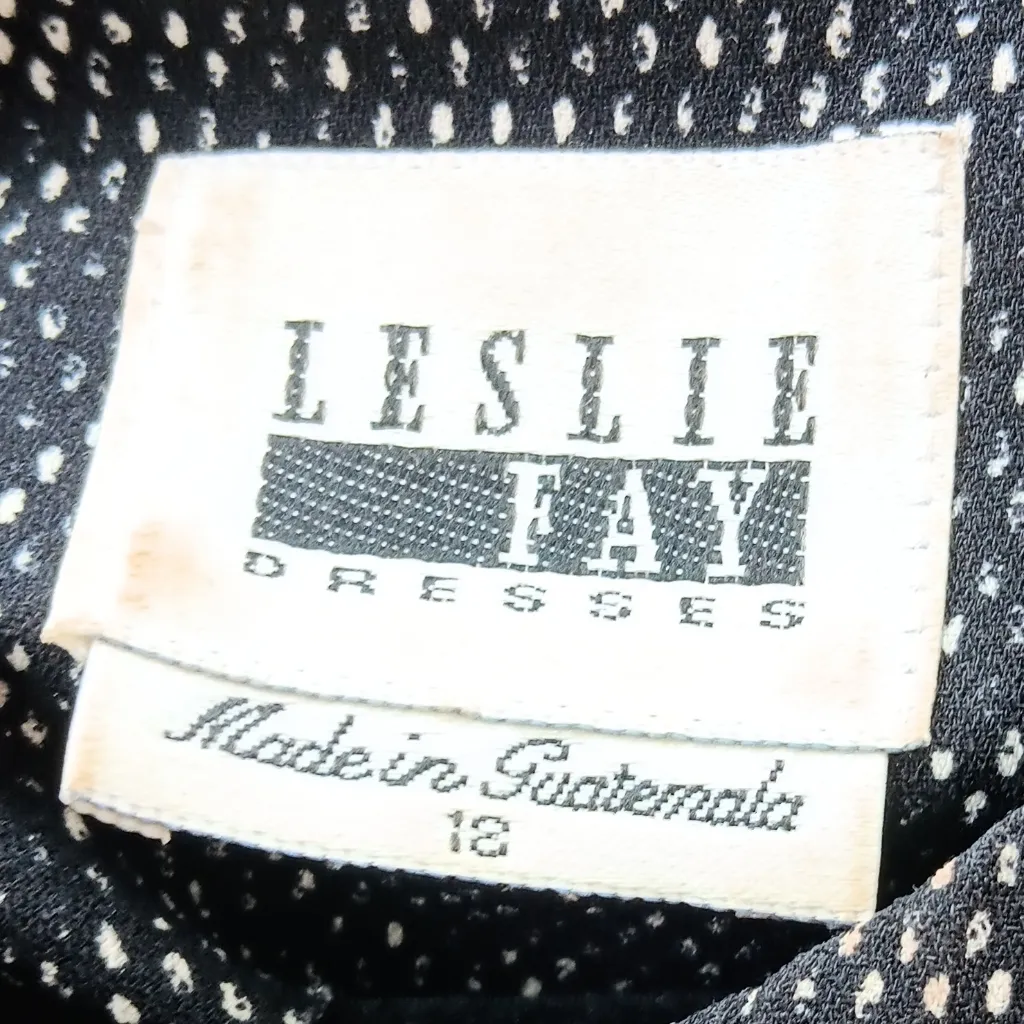 LESLIE
FAY
DRESSES
Made in Guatemala
18